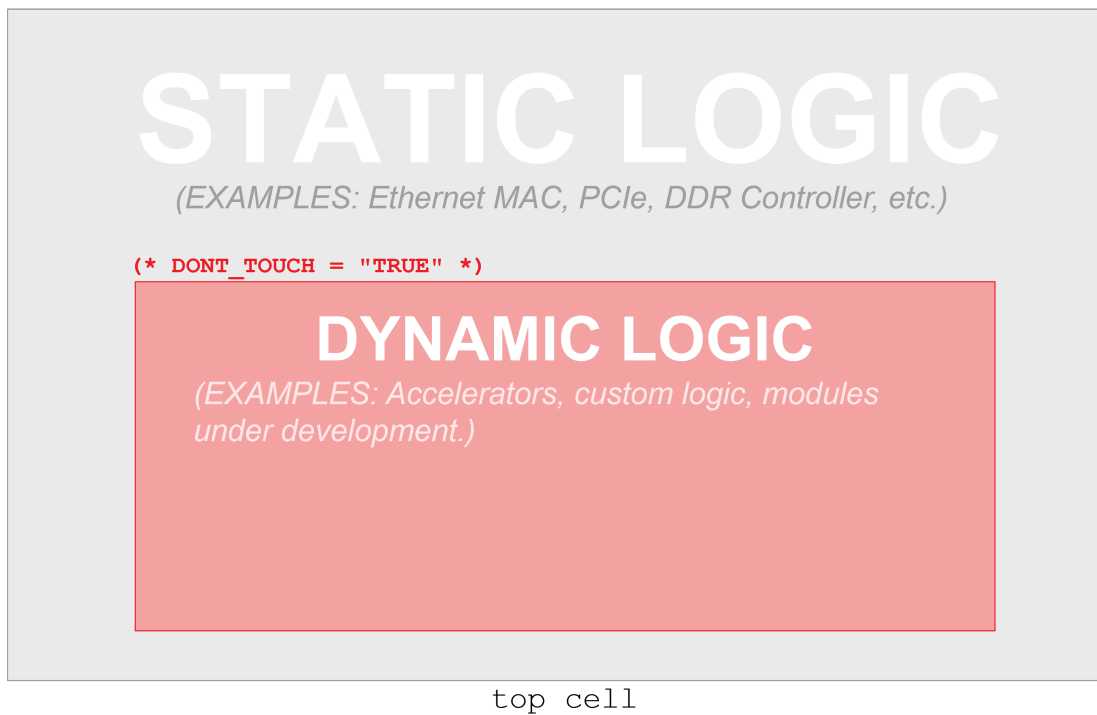 STATIC LOGIC
(EXAMPLES: Ethernet MAC, PCIe, DDR Controller, etc.)
(* DONT_TOUCH = "TRUE" *)
DYNAMIC LOGIC
(EXAMPLES: Accelerators, custom logic, modules
under development.)
top cell